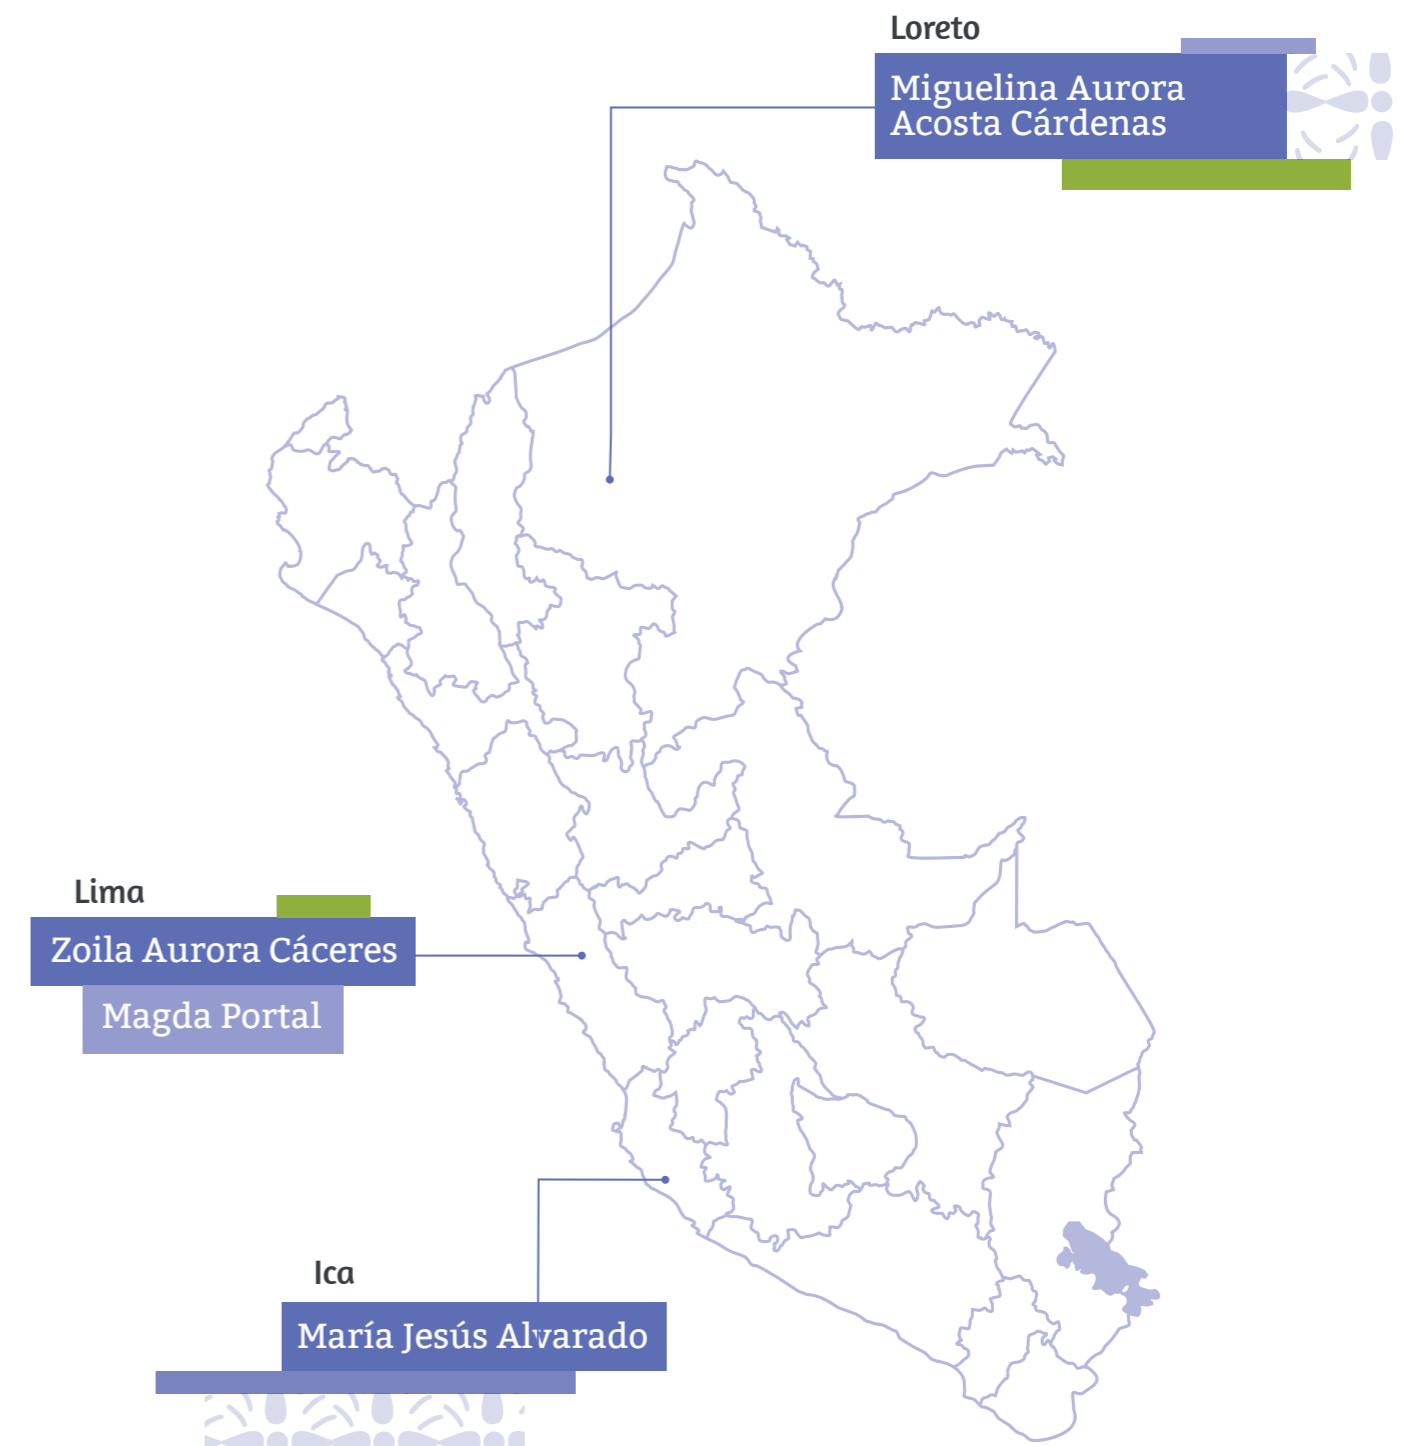 Loreto
Miguelina Aurora
Acosta Cárdenas
Lima
Zoila Aurora Cáceres
Magda Portal
Ica
María Jesús Alvarado